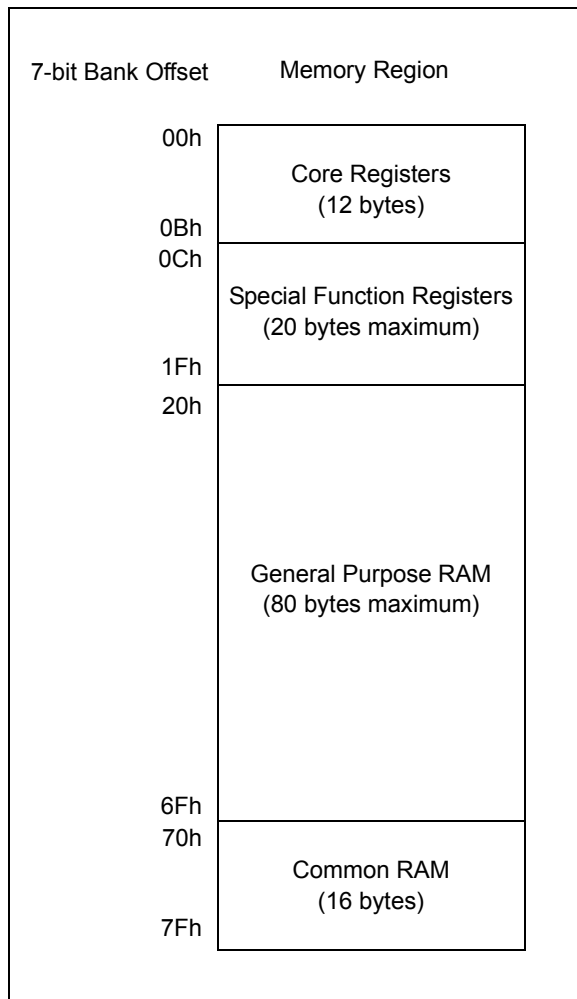 7-bit Bank Offset Memory Region
00h
Core Registers
(12 bytes)
0Bh
0Ch
Special Function Registers
(20 bytes maximum)
1Fh
20h
General Purpose RAM
(80 bytes maximum)
6Fh
70h
Common RAM
(16 bytes)
7Fh